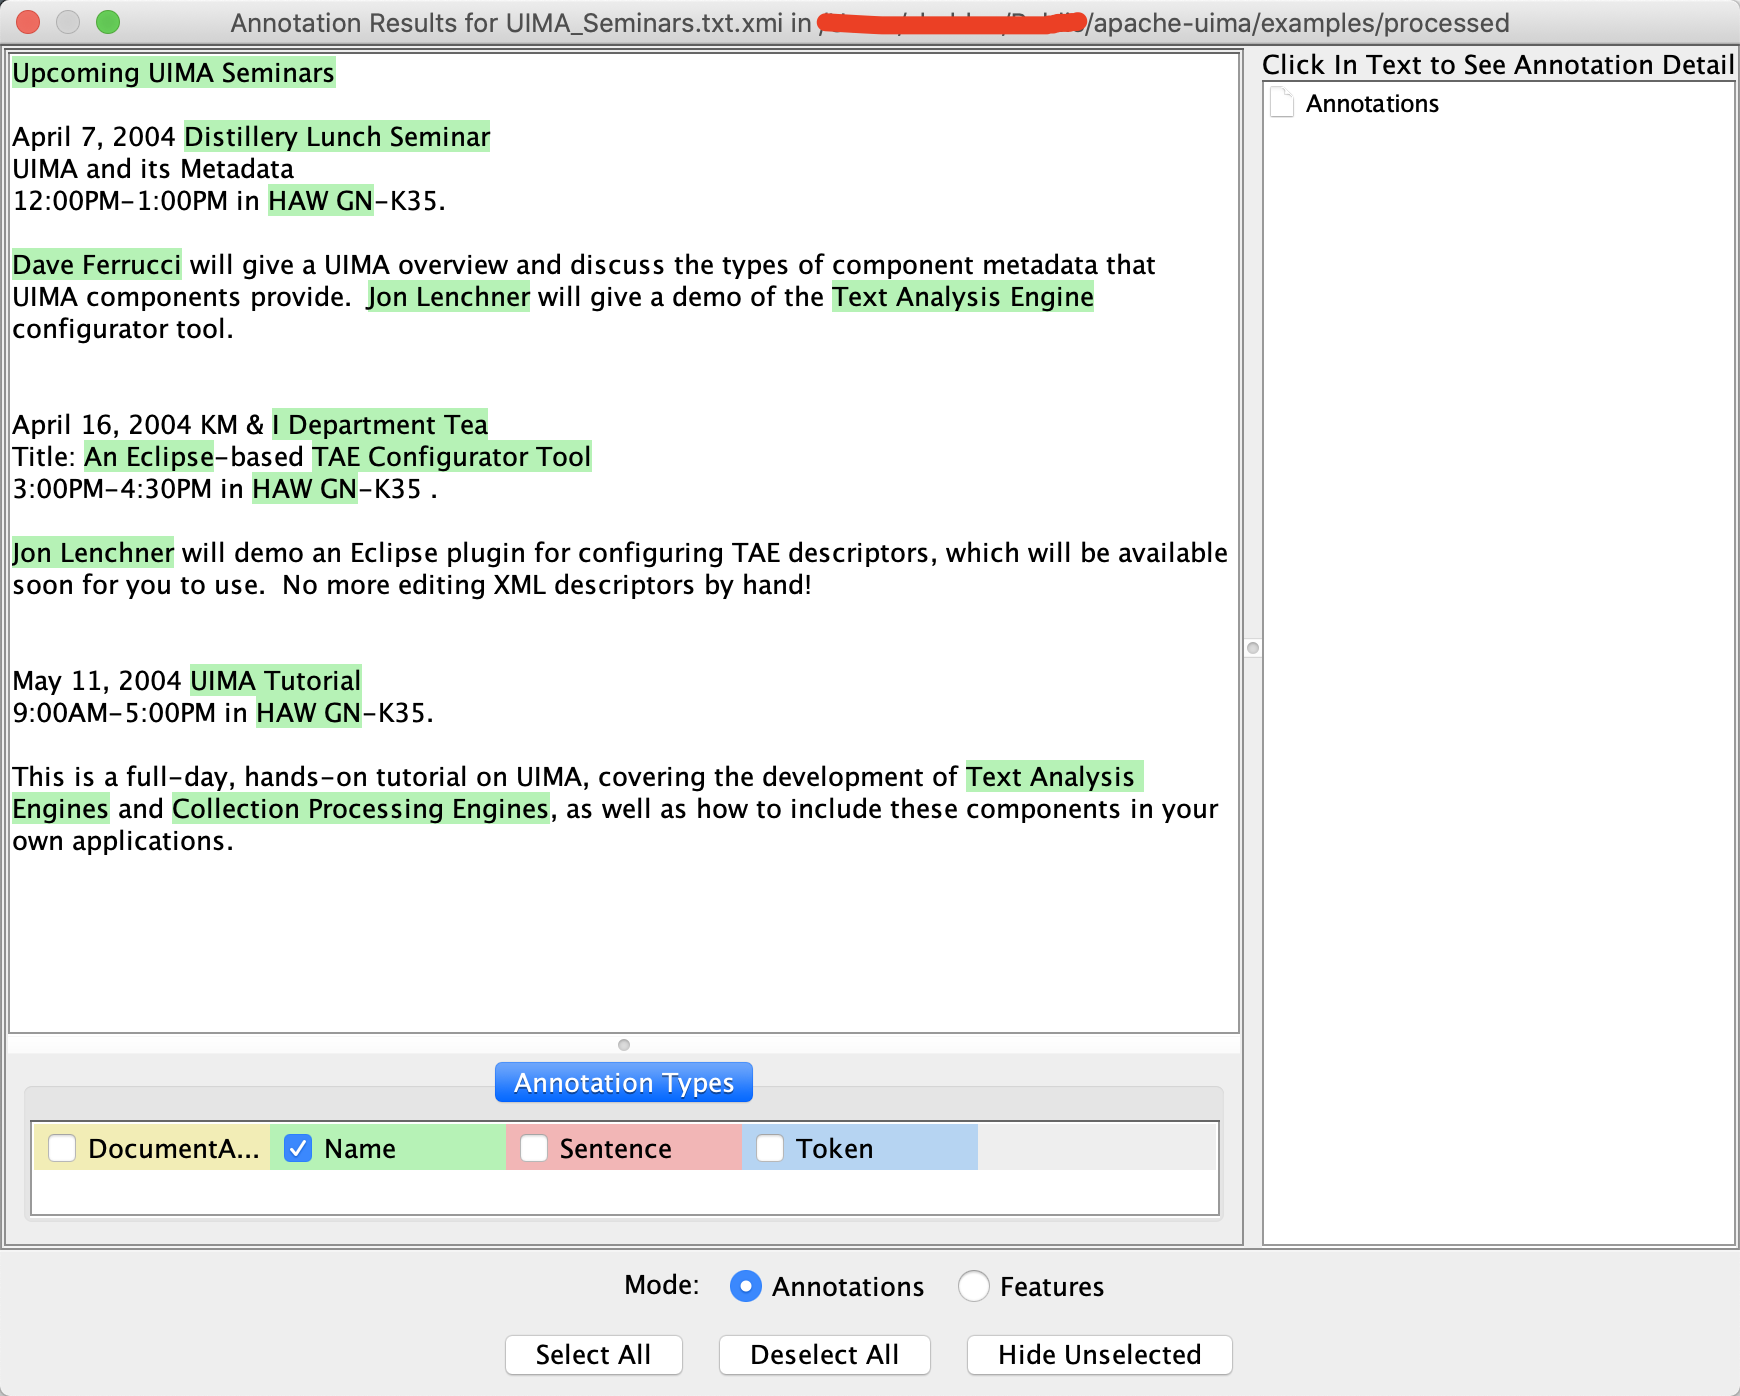 Annotation Results for UIMA_Seminars.txt.xmi in /apache-uima/examples/processed
Upcoming UIMA Seminars
April 7, 2004 Distillery Lunch Seminar
UIMA and its Metadata
12:00PM-1:00PM in HAW GN-K35.
Dave Ferrucci will give a UIMA overview and discuss the types of component metadata that
UIMA components provide.  Jon Lenchner will give a demo of the Text Analysis Engine
configurator tool.
April 16, 2004 KM & I Department Tea
Title: An Eclipse-based TAE Configurator Tool
3:00PM-4:30PM in HAW GN-K35 .
Jon Lenchner will demo an Eclipse plugin for configuring TAE descriptors, which will be available
soon for you to use.  No more editing XML descriptors by hand!
May 11, 2004 UIMA Tutorial
9:00AM-5:00PM in HAW GN-K35.
This is a full-day, hands-on tutorial on UIMA, covering the development of Text Analysis
Engines and Collection Processing Engines, as well as how to include these components in your
own applications.
Click In Text to See Annotation Detail
Annotations
Annotation Types
DocumentA... Name Sentence Token
Mode: Annotations Features
Select All Deselect All Hide Unselected